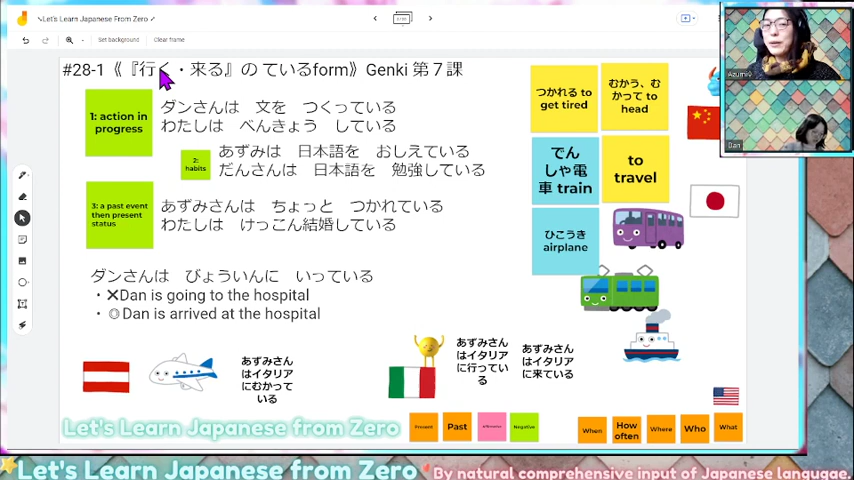 Let's Learn Japanese From Zero
Set background
Clear frame
#28-1《『行く・来る』の ているform》Genki 第７課
1: action in progress
ダンさんは 文を つくっている
わたしは べんきょう している
2: habits
あずみは 日本語を おしえている
だんさんは 日本語を 勉強している
3: a past event then present status
あずみさんは ちょっと つかれている
わたしは けっこん結婚している
ダンさんは びょういんに いっている
・✕Dan is going to the hospital
・◎Dan is arrived at the hospital
つかれる to get tired
むかう、むかって to head
でんしゃ電車 train
to travel
ひこうき airplane
あずみさんはイタリアにむかっている
あずみさんはイタリアに行っている
あずみさんはイタリアに来ている
Let's Learn Japanese from Zero
Present
Past
Negative
When
How often
Where
Who
What
Azumi
Dan
Let's Learn Japanese from Zero
By natural comprehensive input of Japanese langugae.